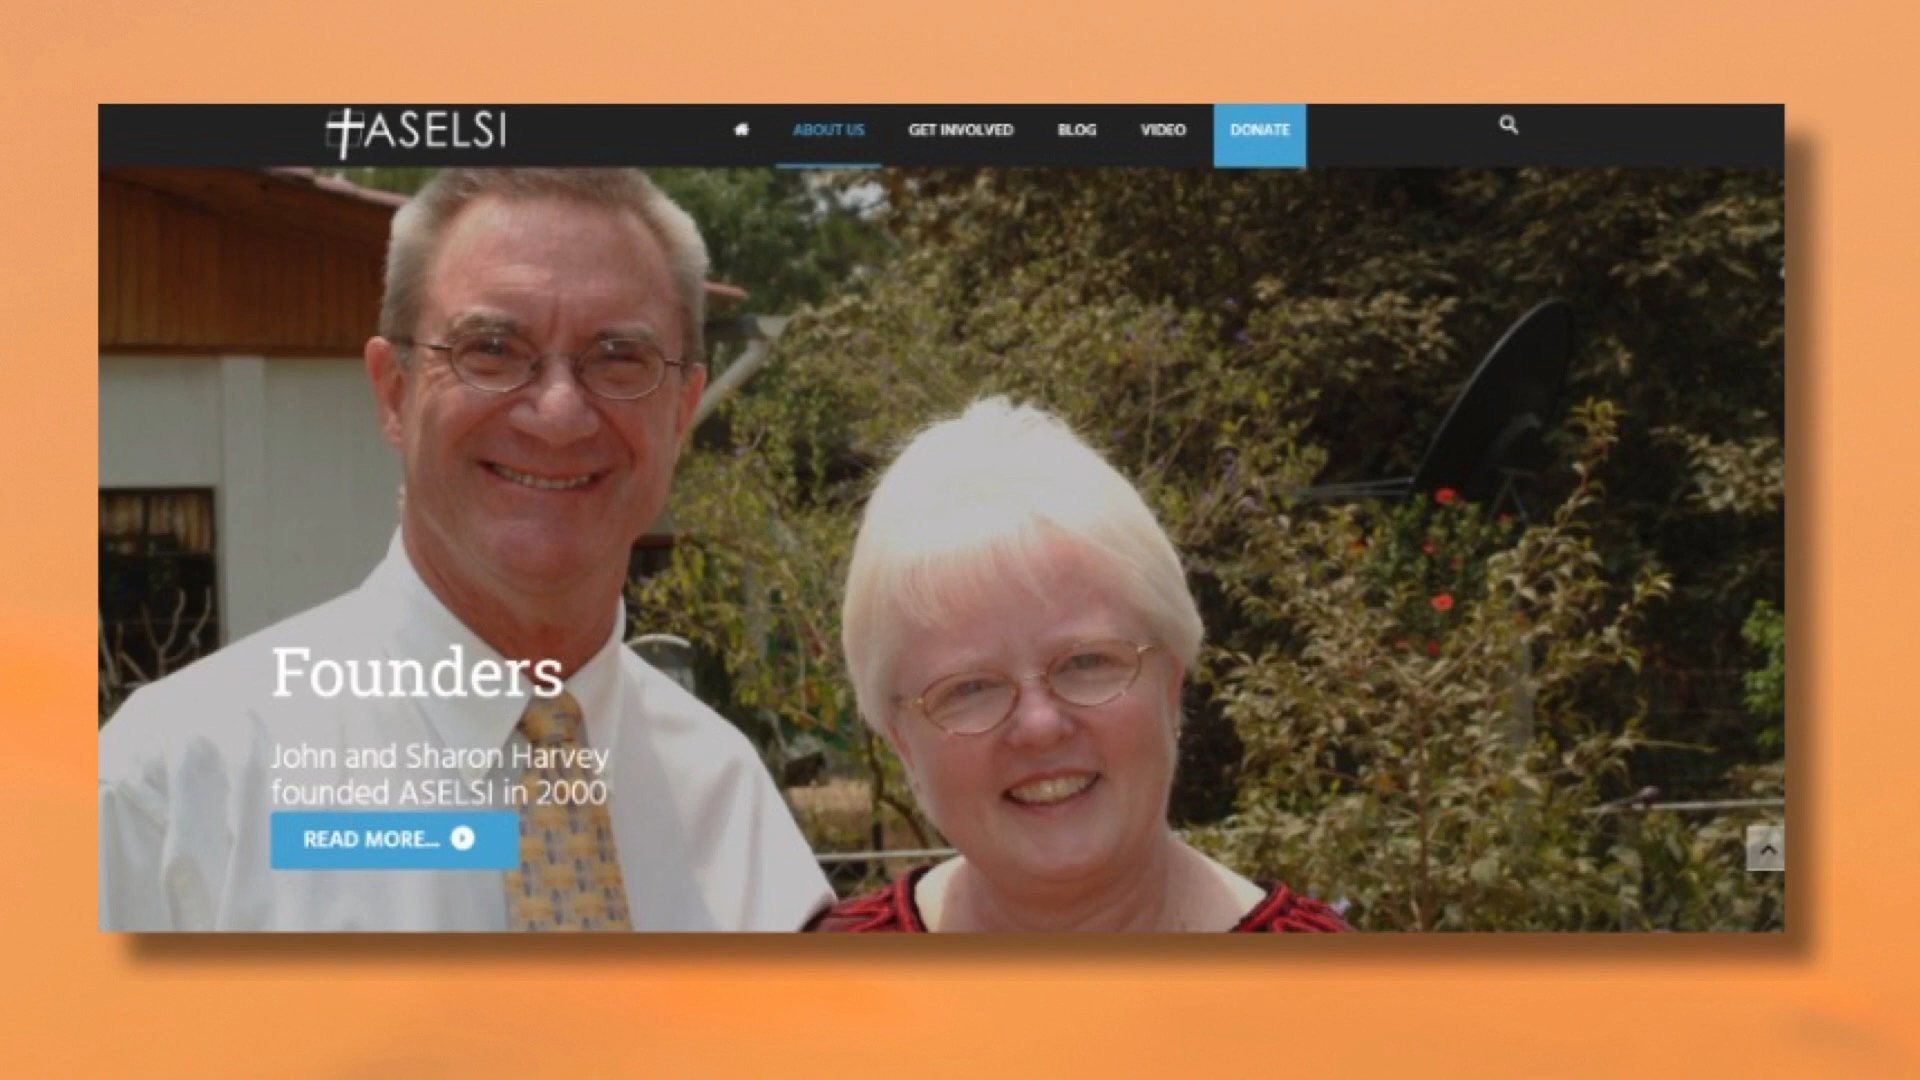 ASELSI
ABOUT US
GET INVOLVED
BLOG
VIDEO
DONATE
Founders
John and Sharon Harvey
founded ASELSI in 2000
READ MORE...